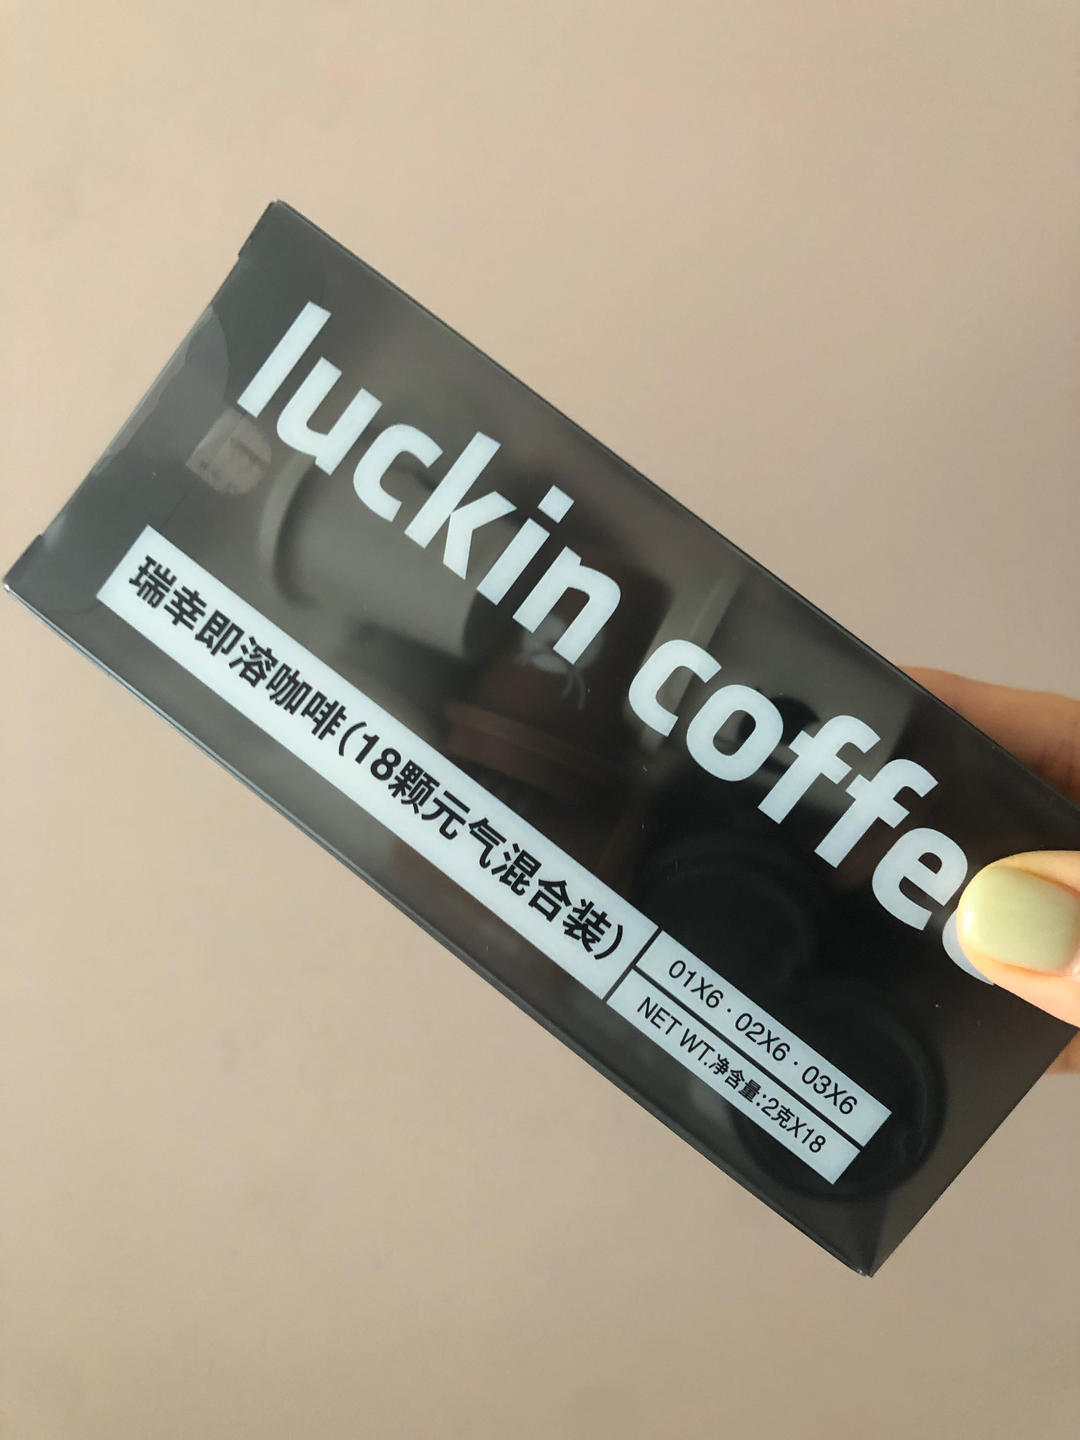 luckin coffee
瑞幸即溶咖啡(18颗元气混合装)
01X6 · 02X6 · 03X6
NET WT.净含量:2克X18